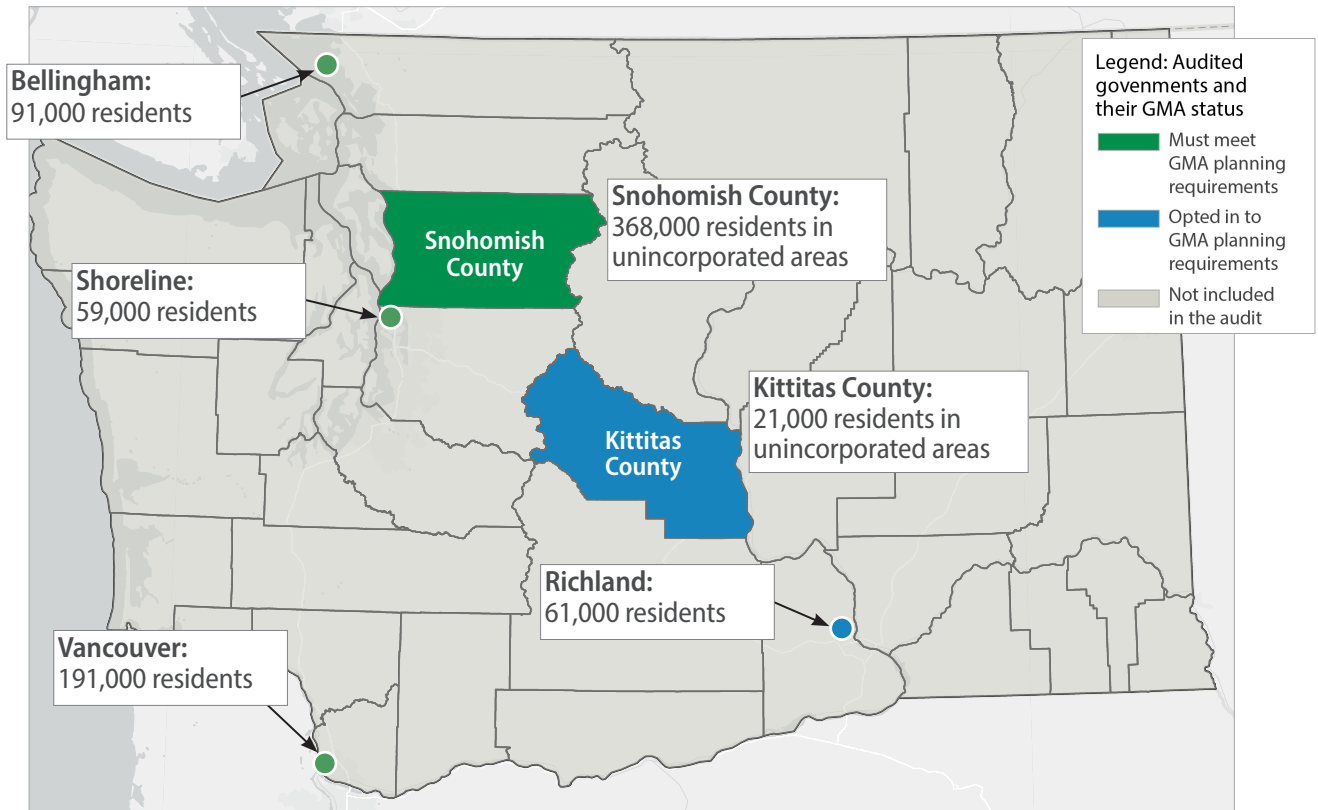 Bellingham:
91,000 residents
Legend: Audited
govenments and
their GMA status
Must meet
GMA planning
requirements
Opted in to
GMA planning
requirements
Not included
in the audit
Snohomish County:
368,000 residents in
unincorporated areas
Snohomish
County
Shoreline:
59,000 residents
Kittitas County:
21,000 residents in
unincorporated areas
Kittitas
County
Richland:
61,000 residents
Vancouver:
191,000 residents